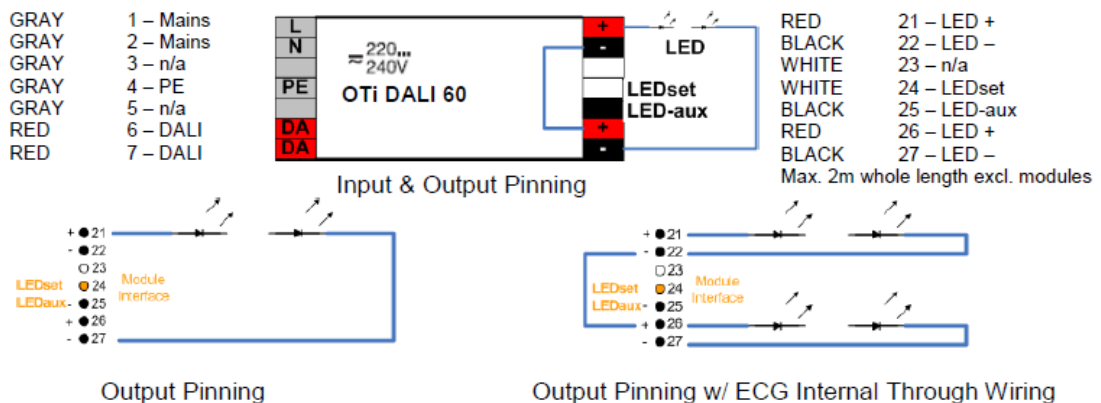 GRAY 1 – Mains
GRAY 2 – Mains
GRAY 3 – n/a
GRAY 4 – PE
GRAY 5 – n/a
RED 6 – DALI
RED 7 – DALI
L
N
PE
DA
DA
≂ 220...
240V
OTi DALI 60
+
-
LEDset
LED-aux
+
-
LED
RED 21 – LED +
BLACK 22 – LED –
WHITE 23 – n/a
WHITE 24 – LEDset
BLACK 25 – LED-aux
RED 26 – LED +
BLACK 27 – LED –
Max. 2m whole length excl. modules
Input & Output Pinning
+ 21
- 22
23
LEDset 24
LEDaux - 25
+ 26
- 27
Module
Interface
Output Pinning
+ 21
- 22
23
LEDset 24
LEDaux - 25
+ 26
- 27
Module
Interface
Output Pinning w/ ECG Internal Through Wiring